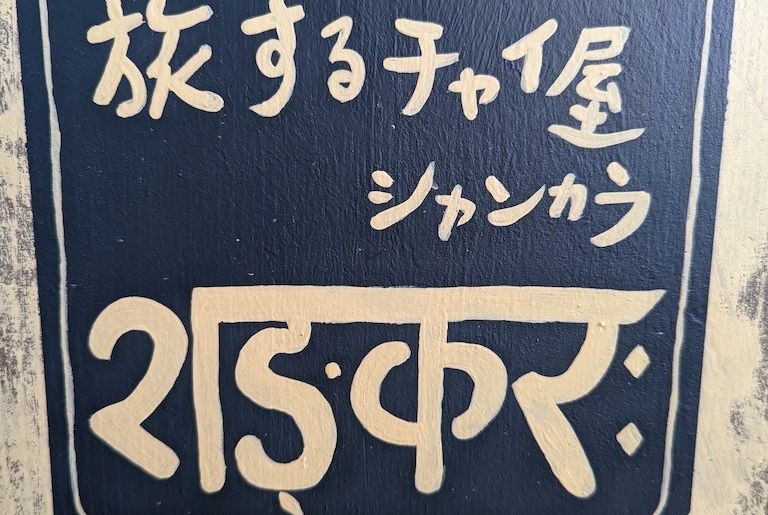 旅するチャイ屋
シャンカラ
शङ्करः